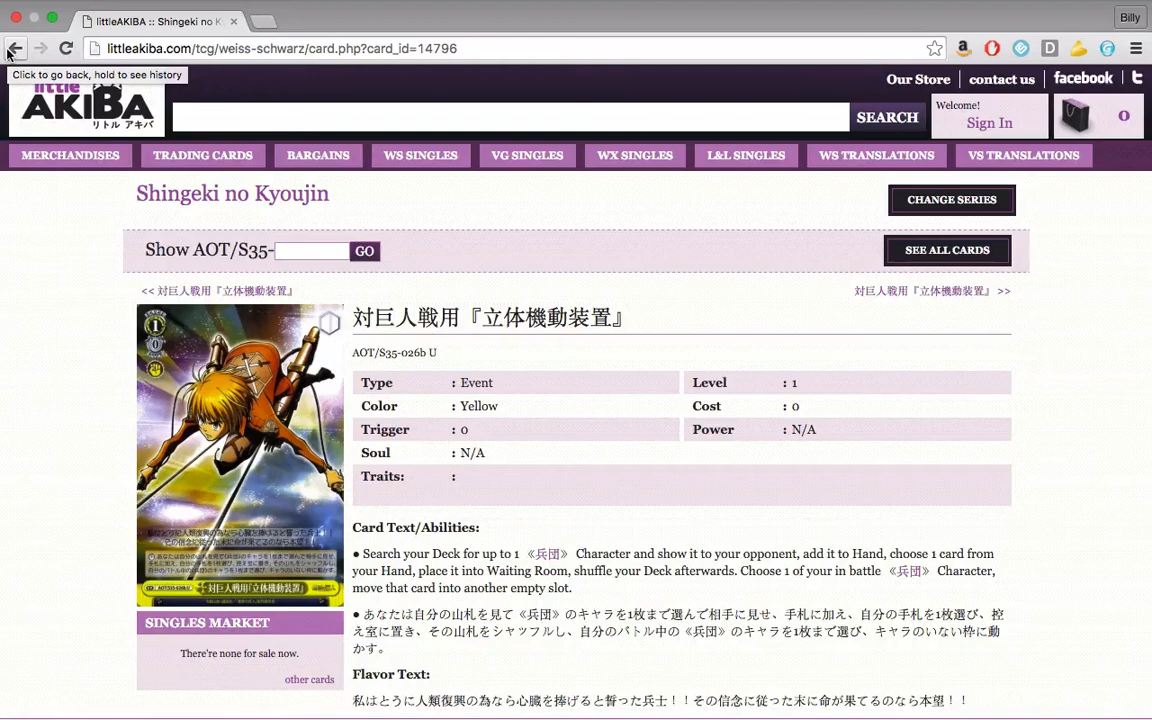 littleAKIBA :: Shingeki no K
Billy
littleakiba.com/tcg/weiss-schwarz/card.php?card_id=14796
Click to go back, hold to see history
Our Store
contact us
facebook
little
AKIBA
リトル アキバ
SEARCH
Welcome!
Sign In
0
MERCHANDISES
TRADING CARDS
BARGAINS
WS SINGLES
VG SINGLES
WX SINGLES
L&L SINGLES
WS TRANSLATIONS
VS TRANSLATIONS
Shingeki no Kyoujin
CHANGE SERIES
Show AOT/S35-
GO
SEE ALL CARDS
<< 対巨人戦用『立体機動装置』
対巨人戦用『立体機動装置』 >>
対巨人戦用『立体機動装置』
AOT/S35-026b U
Type : Event
Level : 1
Color : Yellow
Cost : 0
Trigger : 0
Power : N/A
Soul : N/A
Traits: :
1
0
対巨人戦用『立体機動装置』
Card Text/Abilities:
● Search your Deck for up to 1 《兵団》 Character and show it to your opponent, add it to Hand, choose 1 card from
your Hand, place it into Waiting Room, shuffle your Deck afterwards. Choose 1 of your in battle 《兵団》 Character,
move that card into another empty slot.
● あなたは自分の山札を見て《兵団》のキャラを1枚まで選んで相手に見せ、手札に加え、自分の手札を1枚選び、控
え室に置き、その山札をシャッフルし、自分のバトル中の《兵団》のキャラを1枚まで選び、キャラのいない枠に動
かす。
SINGLES MARKET
There're none for sale now.
other cards
Flavor Text:
私はとうに人類復興の為なら心臓を捧げると誓った兵士！！その信念に従った末に命が果てるのなら本望！！